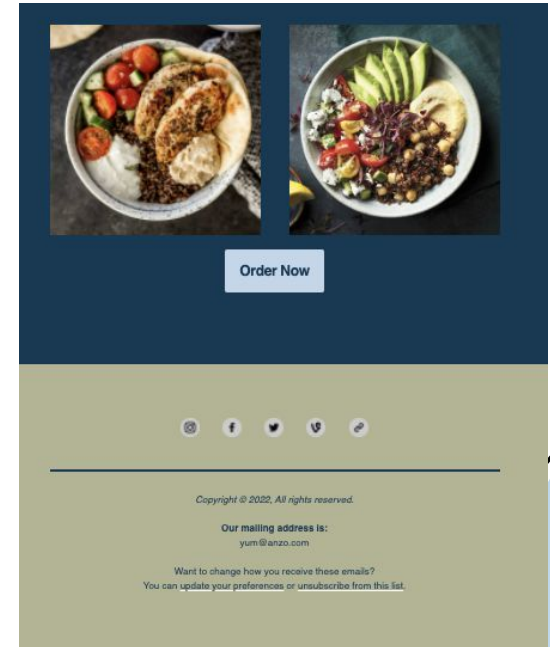 Order Now
Copyright © 2022, All rights reserved.
Our mailing address is:
yum@anzo.com
Want to change how you receive these emails?
You can update your preferences or unsubscribe from this list.